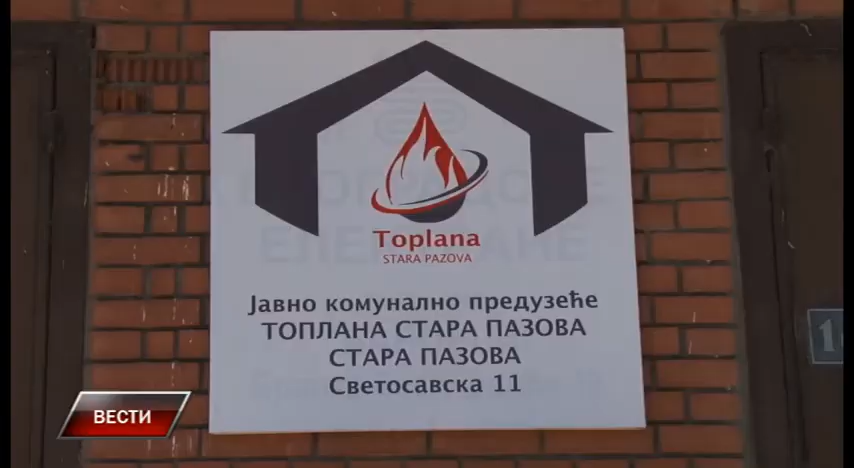 Toplana
STARA PAZOVA
Јавно комунално предузеће
ТОПЛАНА СТАРА ПАЗОВА
СТАРА ПАЗОВА
Светосавска 11
ВЕСТИ